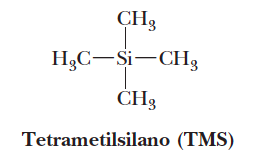 CH₃
H₃C—Si—CH₃
CH₃
Tetrametilsilano (TMS)